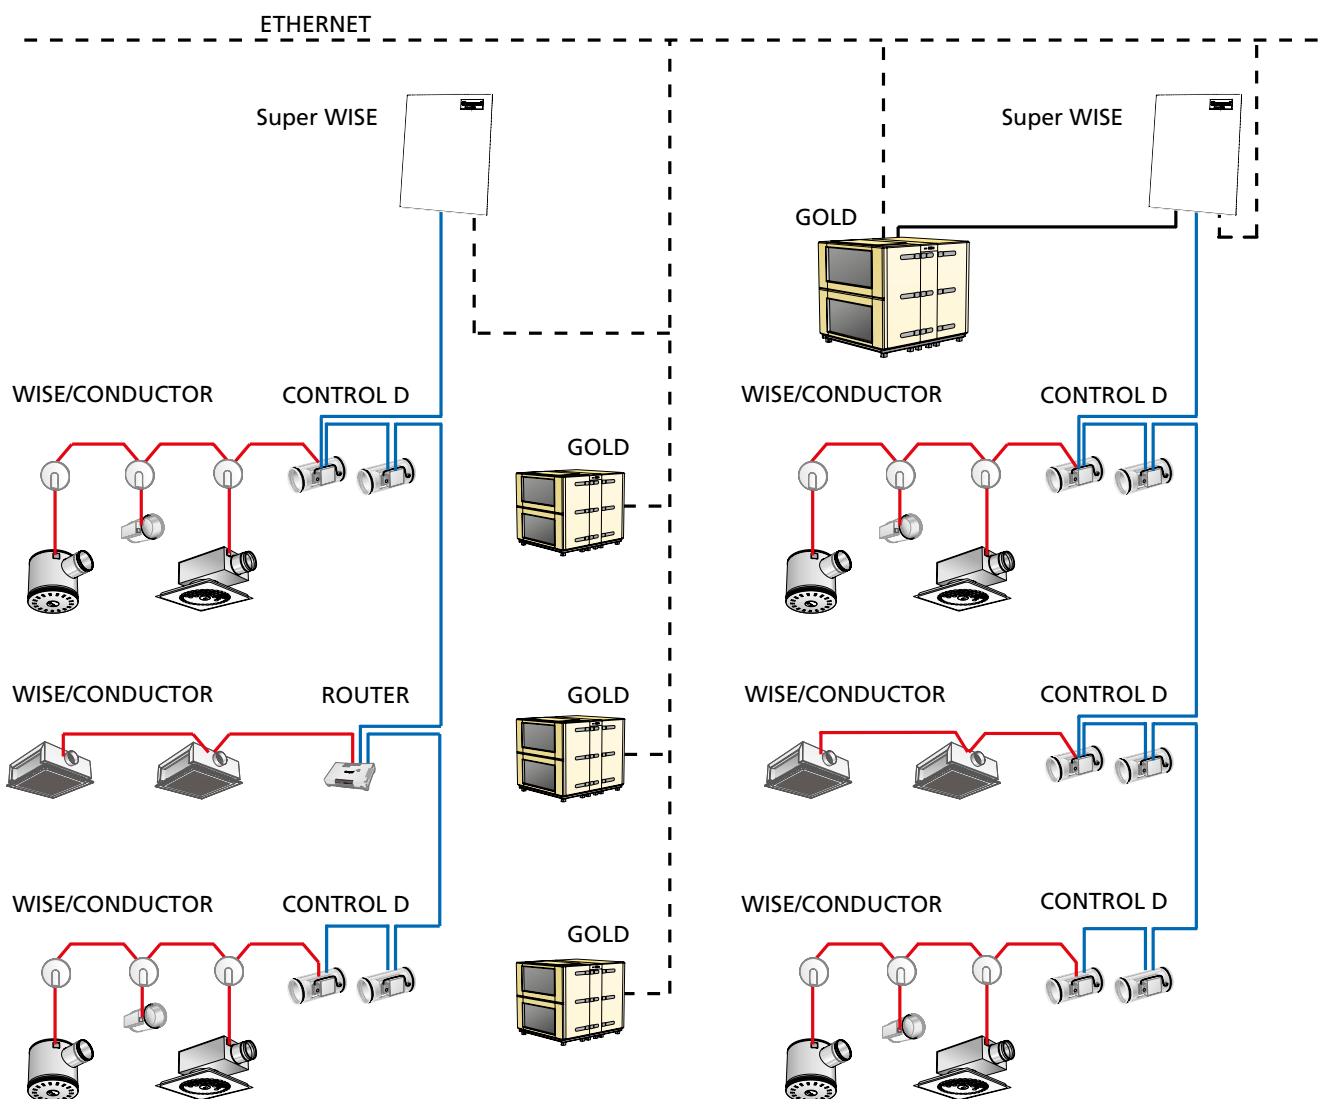 ETHERNET
Super WISE
Super WISE
GOLD
WISE/CONDUCTOR
CONTROL D
WISE/CONDUCTOR
CONTROL D
GOLD
WISE/CONDUCTOR
ROUTER
GOLD
WISE/CONDUCTOR
CONTROL D
WISE/CONDUCTOR
CONTROL D
GOLD
WISE/CONDUCTOR
CONTROL D